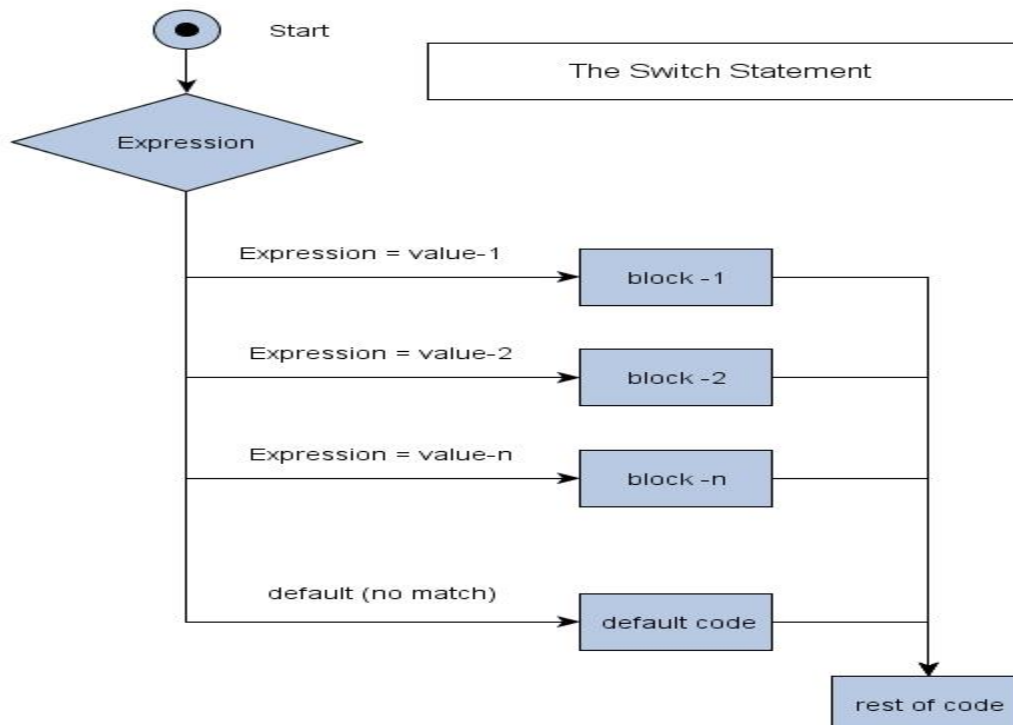 Start
The Switch Statement
Expression
Expression = value-1
block -1
Expression = value-2
block -2
Expression = value-n
block -n
default (no match)
default code
rest of code